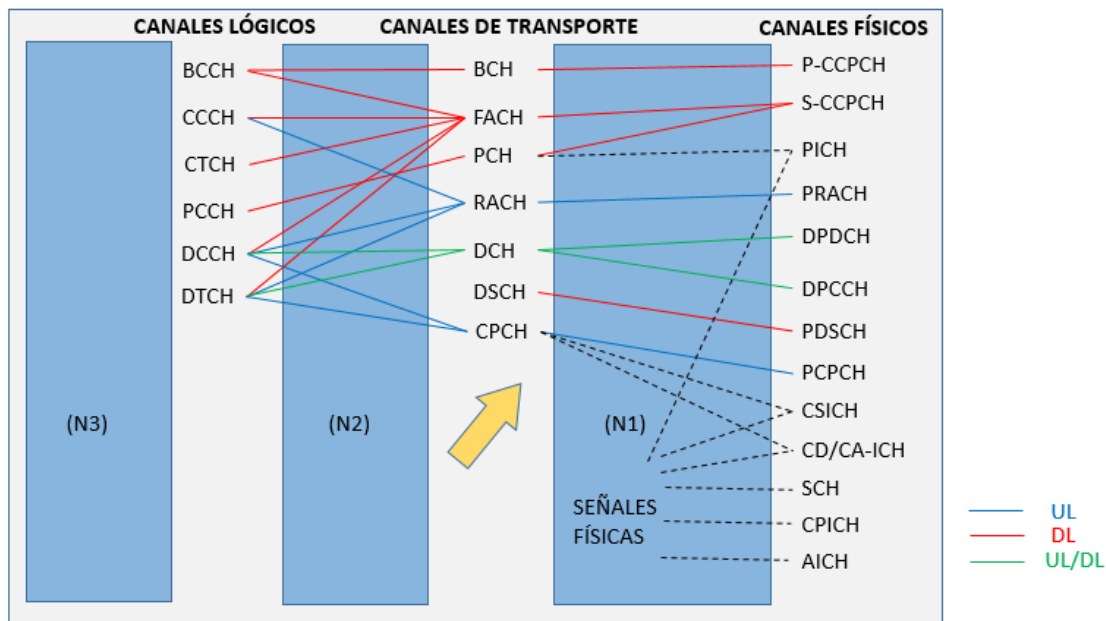 CANALES LÓGICOS
CANALES DE TRANSPORTE
CANALES FÍSICOS
BCCH
CCCH
CTCH
PCCH
DCCH
DTCH
BCH
FACH
PCH
RACH
DCH
DSCH
CPCH
P-CCPCH
S-CCPCH
PICH
PRACH
DPDCH
DPCCH
PDSCH
PCPCH
CSICH
CD/CA-ICH
SCH
CPICH
AICH
(N3)
(N2)
(N1)
SEÑALES
FÍSICAS
UL
DL
UL/DL